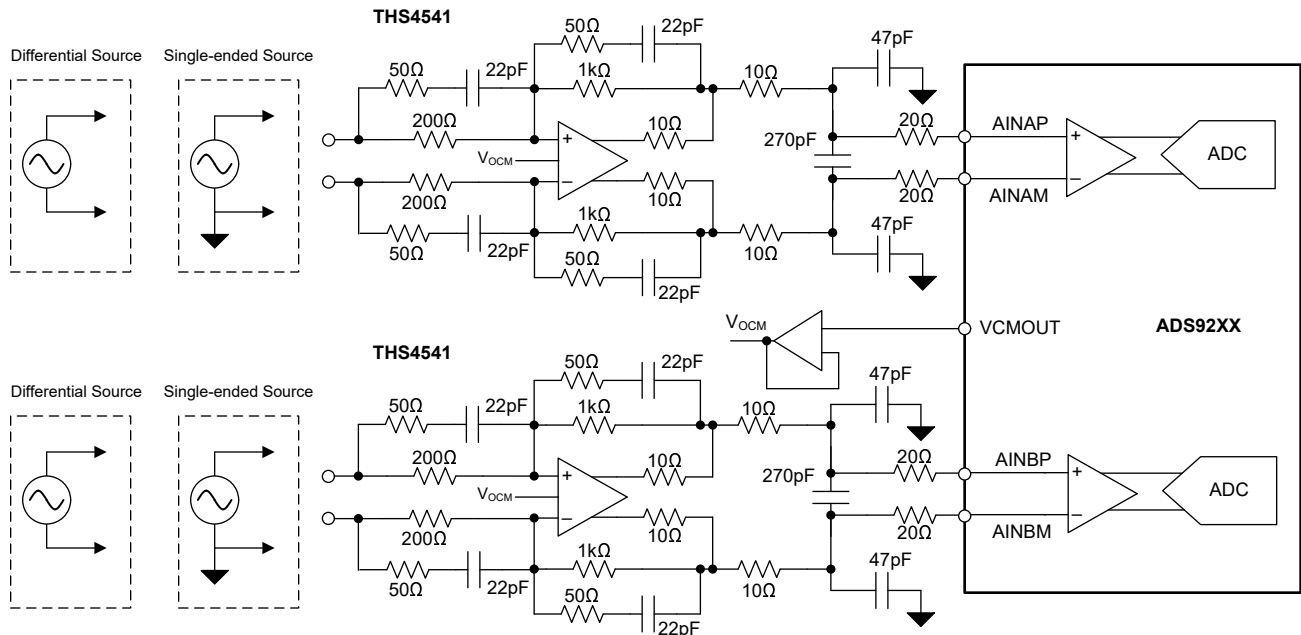 THS4541
Differential Source
Single-ended Source
50Ω
22pF
50Ω
22pF
1kΩ
200Ω
+
VOCM
−
10Ω
10Ω
200Ω
50Ω
22pF
1kΩ
50Ω
22pF
10Ω
10Ω
47pF
270pF
47pF
20Ω
20Ω
AINAP
AINAM
+
−
ADC
VOCM
VCMOUT
ADS92XX
THS4541
Differential Source
Single-ended Source
50Ω
22pF
50Ω
22pF
1kΩ
200Ω
+
VOCM
−
10Ω
10Ω
200Ω
50Ω
22pF
1kΩ
50Ω
22pF
10Ω
10Ω
47pF
270pF
47pF
20Ω
20Ω
AINBP
AINBM
+
−
ADC